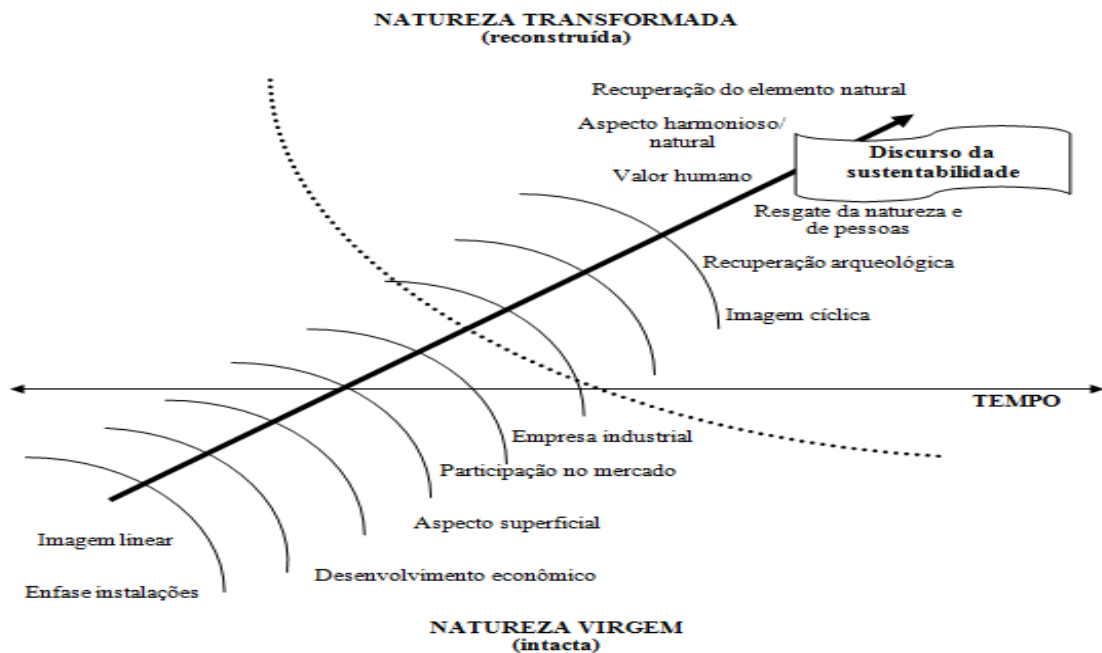 NATUREZA TRANSFORMADA
(reconstruída)
Recuperação do elemento natural
Aspecto harmonioso/
natural
Discurso da
sustentabilidade
Valor humano
Resgate da natureza e
de pessoas
Recuperação arqueológica
Imagem cíclica
TEMPO
Empresa industrial
Participação no mercado
Aspecto superficial
Imagem linear
Desenvolvimento econômico
Enfase instalações
NATUREZA VIRGEM
(intacta)